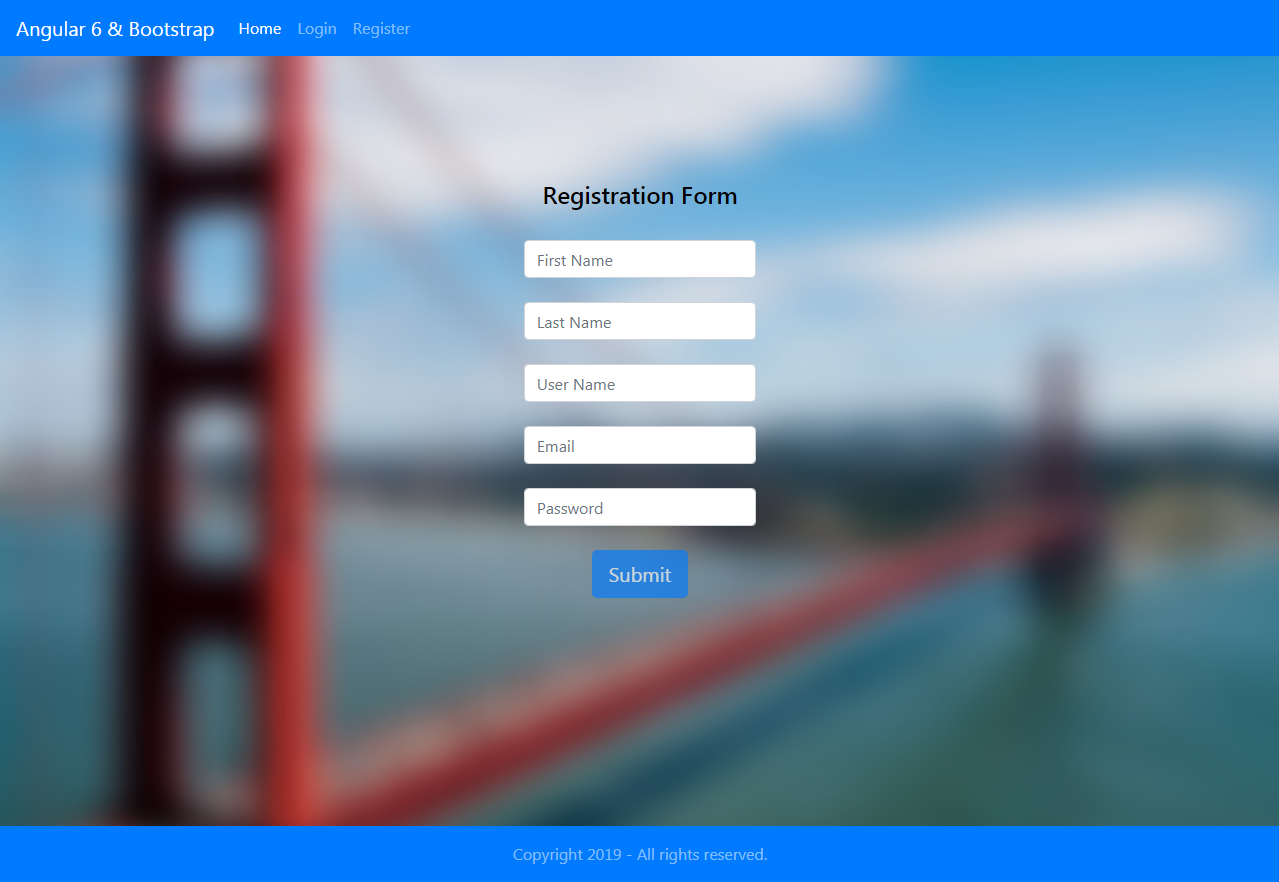 Angular 6 & Bootstrap Home Login Register
Registration Form
First Name
Last Name
User Name
Email
Password
Submit
Copyright 2019 - All rights reserved.